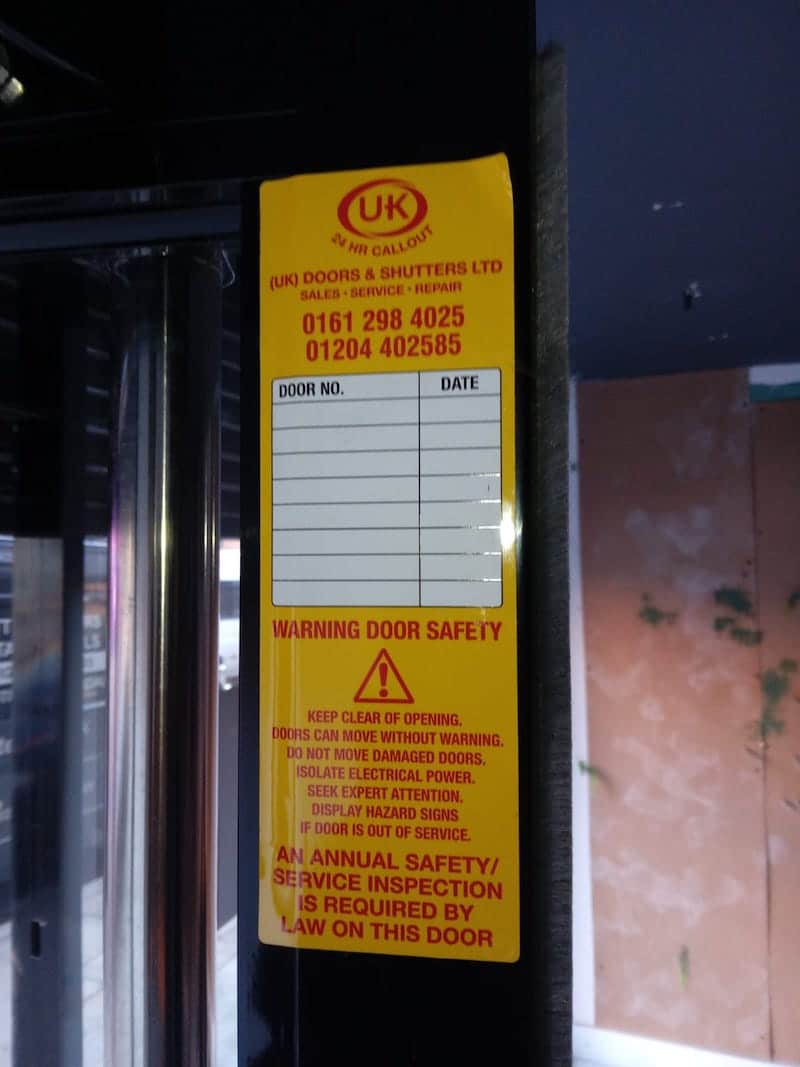 UK
24 HR CALLOUT
(UK) DOORS & SHUTTERS LTD
SALES • SERVICE • REPAIR
0161 298 4025
01204 402585
DOOR NO. DATE
WARNING DOOR SAFETY
KEEP CLEAR OF OPENING.
DOORS CAN MOVE WITHOUT WARNING.
DO NOT MOVE DAMAGED DOORS,
ISOLATE ELECTRICAL POWER.
SEEK EXPERT ATTENTION.
DISPLAY HAZARD SIGNS
IF DOOR IS OUT OF SERVICE.
AN ANNUAL SAFETY/
SERVICE INSPECTION
IS REQUIRED BY
LAW ON THIS DOOR